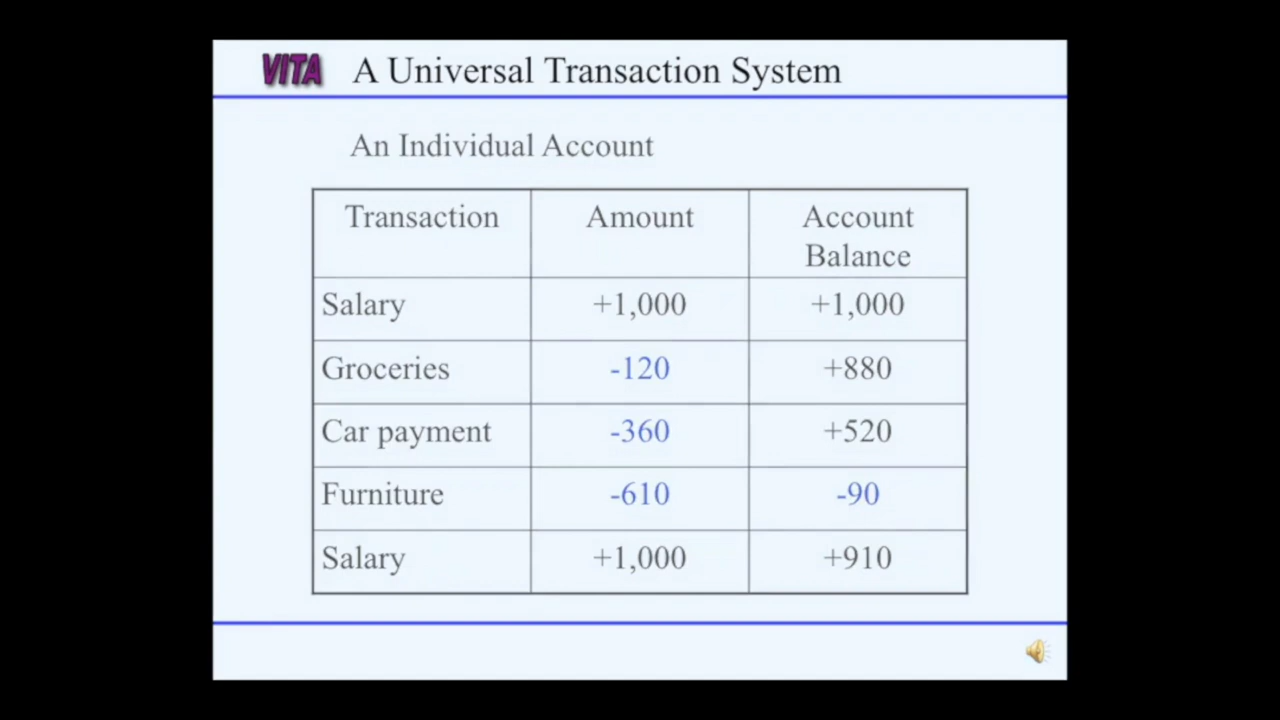 VITA A Universal Transaction System
An Individual Account
Transaction Amount Account Balance
Salary +1,000 +1,000
Groceries -120 +880
Car payment -360 +520
Furniture -610 -90
Salary +1,000 +910